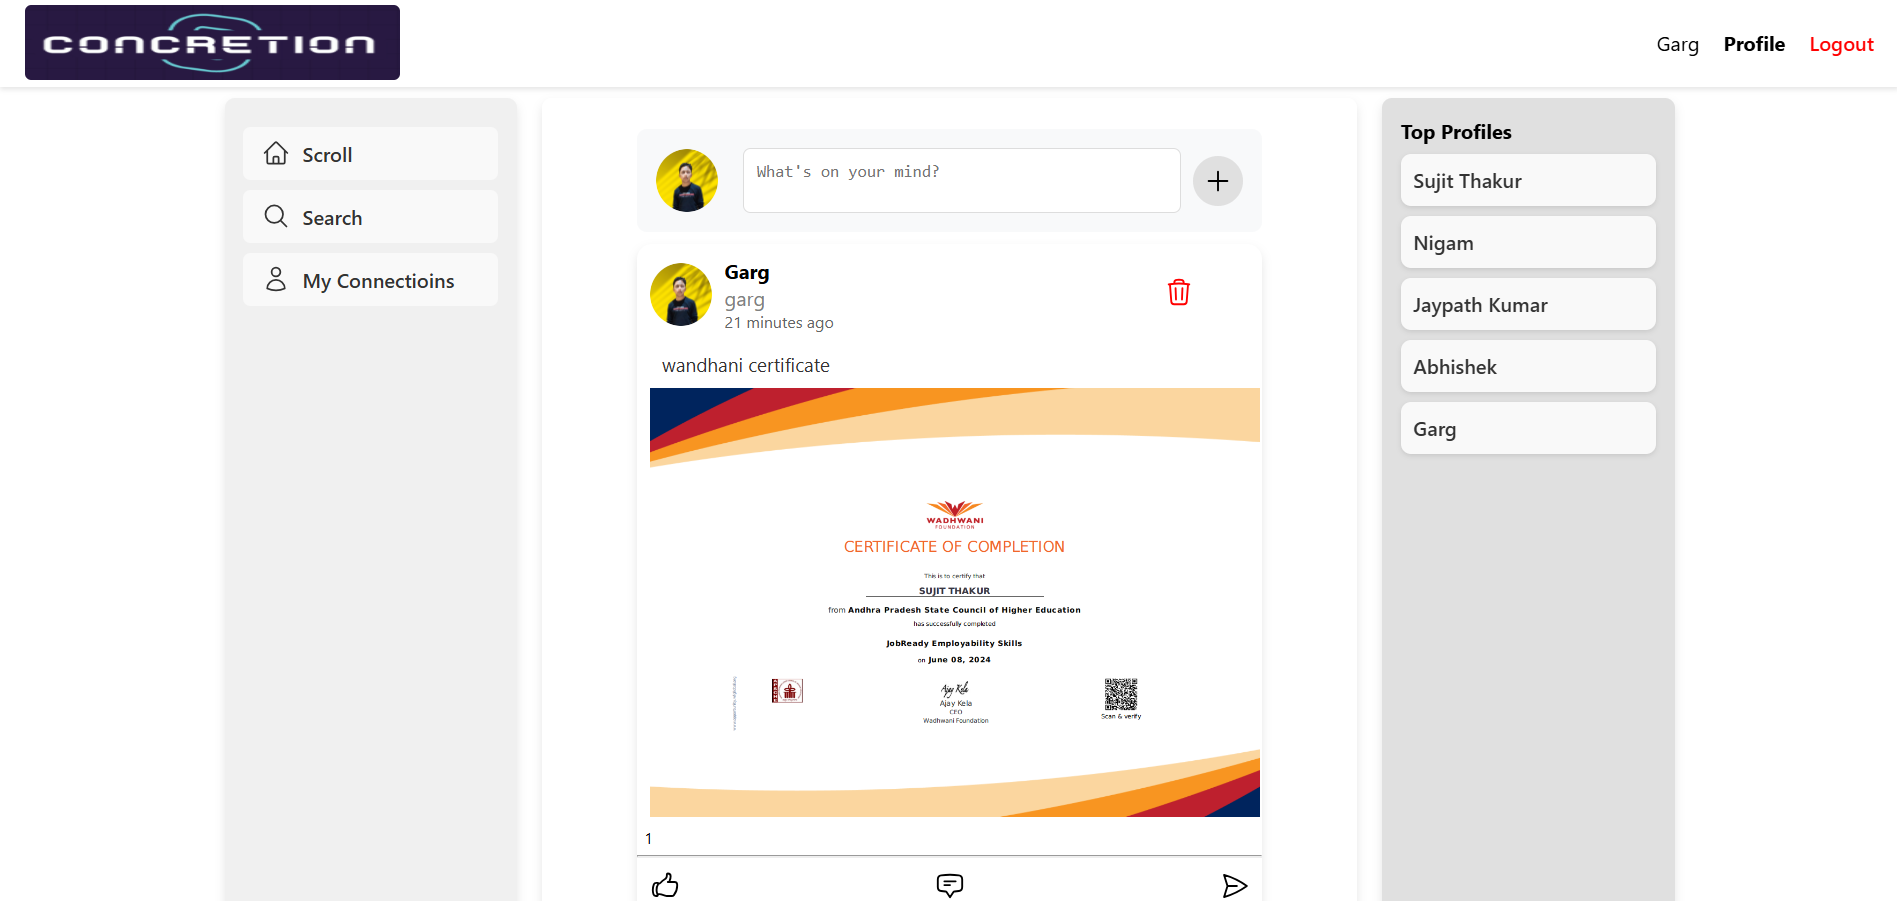 CONCRETION
Garg
Profile
Logout
Scroll
Search
My Connectioins
What's on your mind?
Garg
garg
21 minutes ago
wandhani certificate
WADHWANI
FOUNDATION
CERTIFICATE OF COMPLETION
This is to certify that
SUJIT THAKUR
from Andhra Pradesh State Council of Higher Education
has successfully completed
JobReady Employability Skills
on June 08, 2024
Ajay Kela
Ajay Kela
CEO
Wadhwani Foundation
Scan & verify
1
Top Profiles
Sujit Thakur
Nigam
Jaypath Kumar
Abhishek
Garg